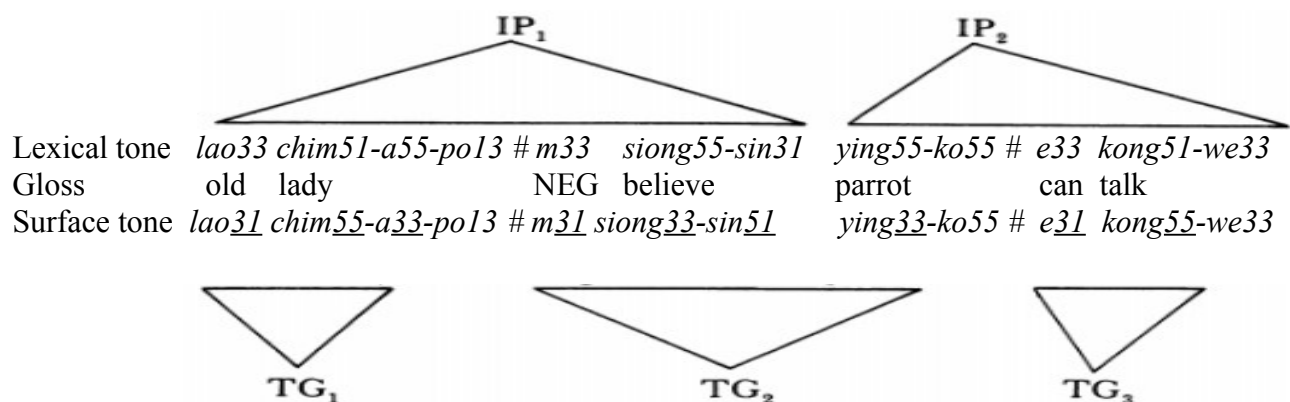 IP₁ IP₂
Lexical tone lao33 chim51-a55-po13 # m33 siong55-sin31 ying55-ko55 # e33 kong51-we33
Gloss old lady NEG believe parrot can talk
Surface tone lao31 chim55-a33-po13 # m31 siong33-sin51 ying33-ko55 # e31 kong55-we33
TG₁ TG₂ TG₃